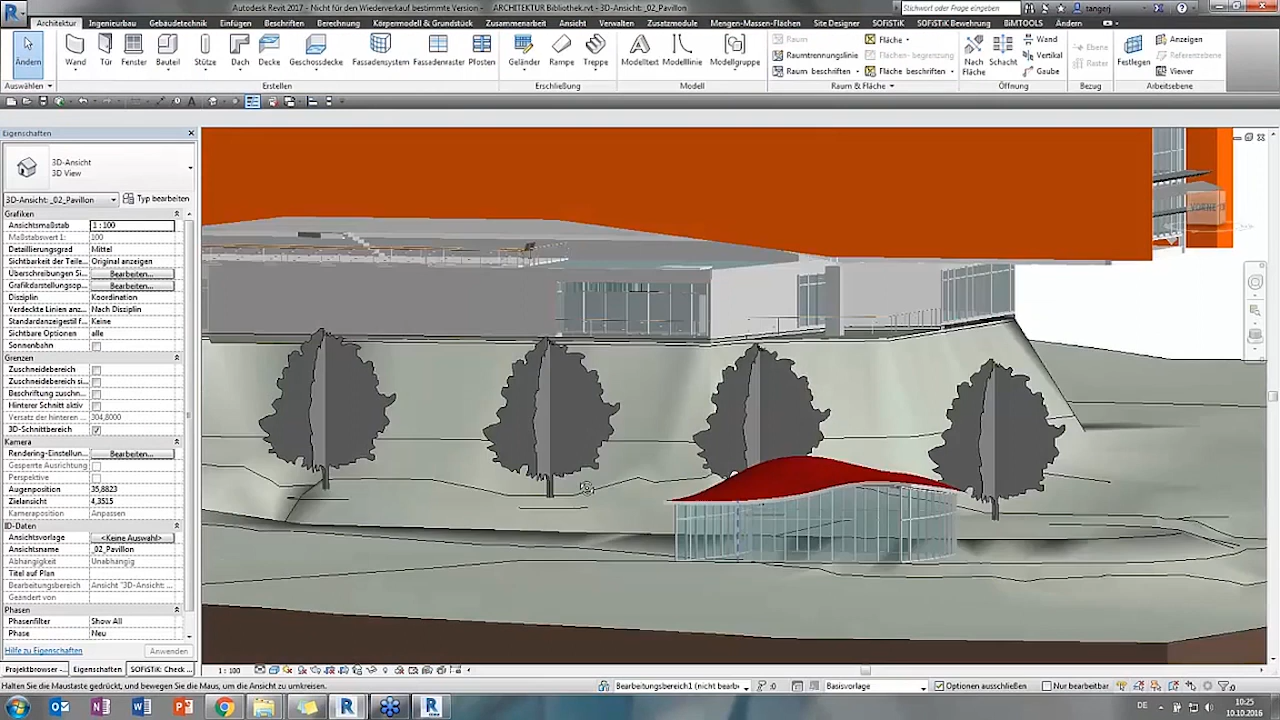 Autodesk Revit 2017 - Nicht für den Wiederverkauf bestimmte Version - ARCHITEKTUR Bibliothek.rvt - 3D-Ansicht: _02_Pavillon
Stichwort oder Frage eingeben
tangerj
Architektur Ingenieurbau Gebäudetechnik Einfügen Beschriften Berechnung Körpermodell & Grundstück Zusammenarbeit Ansicht Verwalten Zusatzmodule Mengen-Massen-Flächen Site Designer SOFiSTiK SOFiSTiK Bewehrung BiMTOOLS Ändern
Ändern Wand Tür Fenster Bauteil Stütze Dach Decke Geschossdecke Fassadensystem Fassadenraster Pfosten Geländer Rampe Treppe Modelltext Modelllinie Modellgruppe
Raum Fläche
Raumtrennungslinie Flächen-begrenzung
Raum beschriften Fläche beschriften
Nach Fläche Schacht
Wand
Vertikal
Gaube
Ebene
Raster
Festlegen
Anzeigen
Referenzebene
Viewer
Auswählen Erstellen Erschließung Modell Raum & Fläche Öffnung Bezug Arbeitsebene
Eigenschaften
3D-Ansicht
3D View
3D-Ansicht: _02_Pavillon Typ bearbeiten
Grafiken
Ansichtsmaßstab 1 : 100
Maßstabswert 1: 100
Detaillierungsgrad Mittel
Sichtbarkeit der Teile... Original anzeigen
Überschreibungen Si... Bearbeiten...
Grafikdarstellungsop... Bearbeiten...
Disziplin Koordination
Verdeckte Linien anz... Nach Disziplin
Standardanzeigestil f... Keine
Sichtbare Optionen alle
Sonnenbahn
Grenzen
Zuschneidebereich
Zuschneidebereich si...
Beschriftung zuschn...
Hinterer Schnitt aktiv
Versatz der hinteren ... 304,8000
3D-Schnittbereich
Kamera
Rendering-Einstellun... Bearbeiten...
Gesperrte Ausrichtung
Perspektive
Augenposition 35,8823
Zielansicht 4,3515
Kameraposition Anpassen
ID-Daten
Ansichtsvorlage <Keine Auswahl>
Ansichtsname _02_Pavillon
Abhängigkeit Unabhängig
Titel auf Plan
Bearbeitungsbereich Ansicht "3D-Ansicht: ...
Geändert von
Phasen
Phasenfilter Show All
Phase Neu
Hilfe zu Eigenschaften Anwenden
Projektbrowser -... Eigenschaften SOFiSTiK: Check ...
VORNE
1 : 100
Halten Sie die Maustaste gedrückt, und bewegen Sie die Maus, um die Ansicht zu umkreisen.
Bearbeitungsbereich1 (nicht bearb :0 Basisvorlage Optionen ausschließen Nur bearbeitbar :0
DE
10:25
10.10.2016